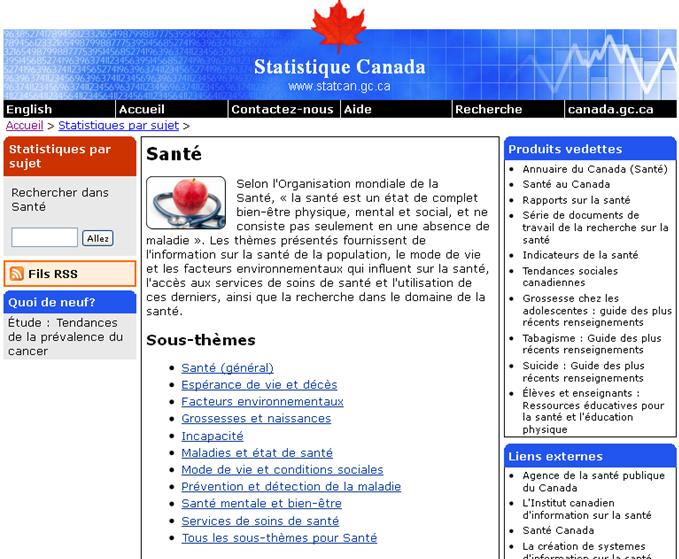 Statistique Canada
www.statcan.gc.ca
English
Accueil
Contactez-nous
Aide
Recherche
canada.gc.ca
Accueil > Statistiques par sujet >
Statistiques par
sujet
Rechercher dans
Santé
Allez
Fils RSS
Quoi de neuf?
Étude : Tendances
de la prévalence du
cancer
Santé
Selon l'Organisation mondiale de la
Santé, « la santé est un état de complet
bien-être physique, mental et social, et ne
consiste pas seulement en une absence de
maladie ». Les thèmes présentés fournissent de
l'information sur la santé de la population, le mode de vie
et les facteurs environnementaux qui influent sur la santé,
l'accès aux services de soins de santé et l'utilisation de
ces derniers, ainsi que la recherche dans le domaine de la
santé.
Sous-thèmes
Santé (général)
Espérance de vie et décès
Facteurs environnementaux
Grossesses et naissances
Incapacité
Maladies et état de santé
Mode de vie et conditions sociales
Prévention et détection de la maladie
Santé mentale et bien-être
Services de soins de santé
Tous les sous-thèmes pour Santé
Produits vedettes
Annuaire du Canada (Santé)
Santé au Canada
Rapports sur la santé
Série de documents de
travail de la recherche sur la
santé
Indicateurs de la santé
Tendances sociales
canadiennes
Grossesse chez les
adolescentes : guide des plus
récents renseignements
Tabagisme : Guide des plus
récents renseignements
Suicide : Guide des plus
récents renseignements
Élèves et enseignants :
Ressources éducatives pour
la santé et l'éducation
physique
Liens externes
Agence de la santé publique
du Canada
L'Institut canadien
d'information sur la santé
Santé Canada
La création de systemes
d'information sur la santé